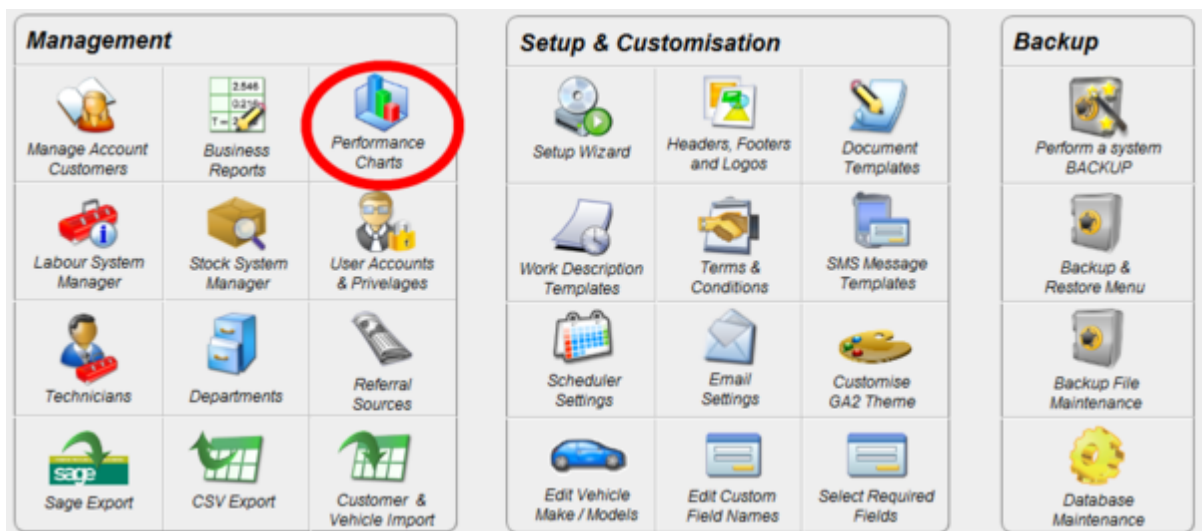 Management
Manage Account
Customers
2.546
0.216
T =
Business
Reports
Performance
Charts
Labour System
Manager
Stock System
Manager
User Accounts
& Privelages
Technicians
Departments
Referral
Sources
sage
Sage Export
CSV Export
Customer &
Vehicle Import
Setup & Customisation
Setup Wizard
Headers, Footers
and Logos
Document
Templates
Work Description
Templates
Terms &
Conditions
SMS Message
Templates
Scheduler
Settings
Email
Settings
Customise
GA2 Theme
Edit Vehicle
Make / Models
Edit Custom
Field Names
Select Required
Fields
Backup
Perform a system
BACKUP
Backup &
Restore Menu
Backup File
Maintenance
Database
Maintenance